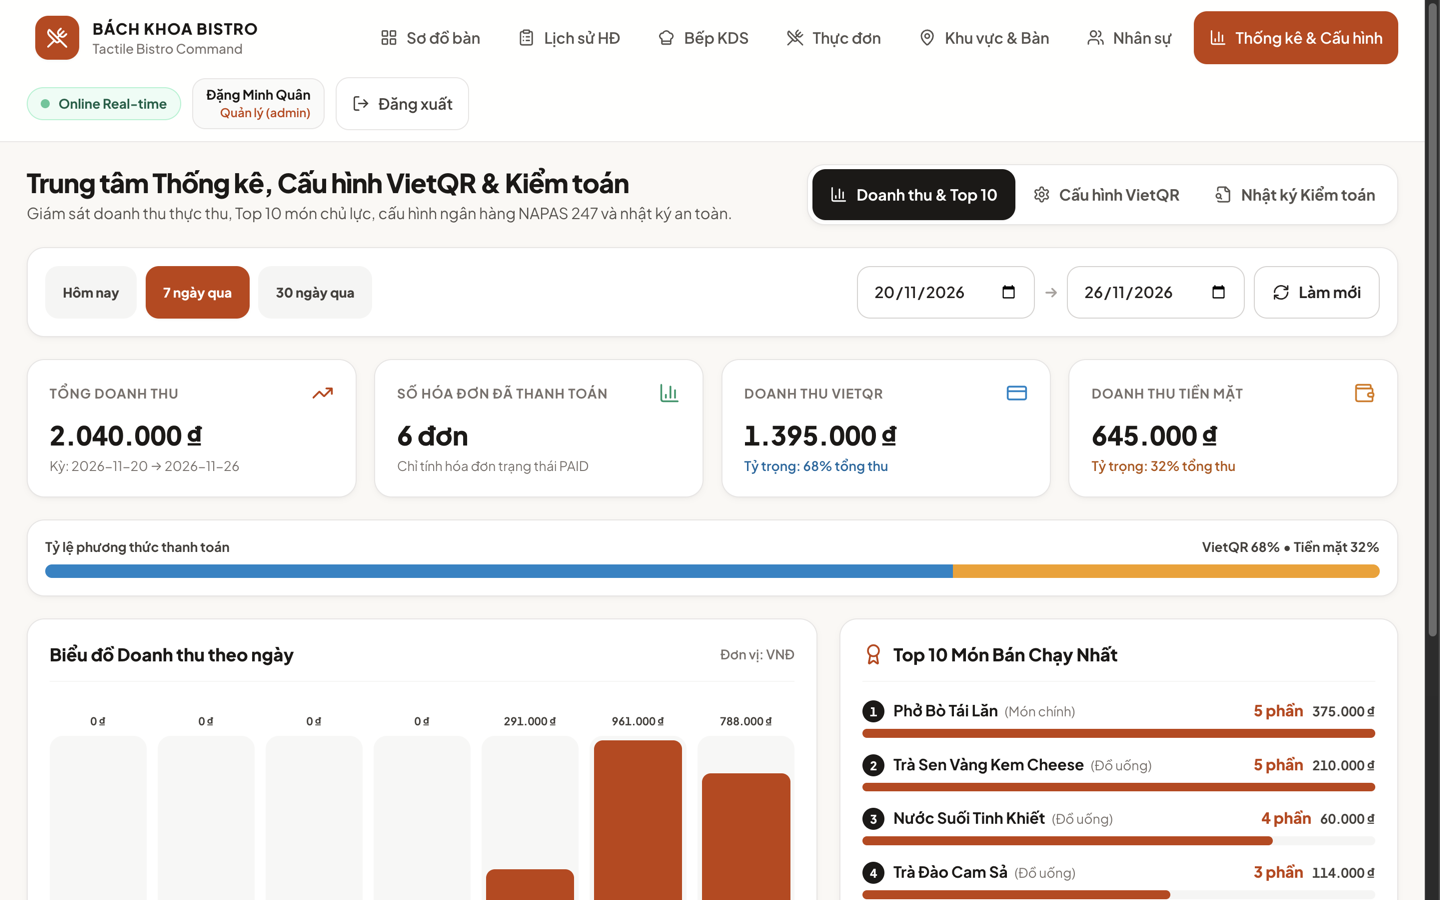 BÁCH KHOA BISTRO
Tactile Bistro Command
Sơ đồ bàn
Lịch sử HĐ
Bếp KDS
Thực đơn
Khu vực & Bàn
Nhân sự
Thống kê & Cấu hình
Online Real-time
Đặng Minh Quân
Quản lý (admin)
Đăng xuất
Trung tâm Thống kê, Cấu hình VietQR & Kiểm toán
Giám sát doanh thu thực thu, Top 10 món chủ lực, cấu hình ngân hàng NAPAS 247 và nhật ký an toàn.
Doanh thu & Top 10
Cấu hình VietQR
Nhật ký Kiểm toán
Hôm nay
7 ngày qua
30 ngày qua
20/11/2026
→
26/11/2026
Làm mới
TỔNG DOANH THU
2.040.000 đ
Kỳ: 2026-11-20 → 2026-11-26
SỐ HÓA ĐƠN ĐÃ THANH TOÁN
6 đơn
Chỉ tính hóa đơn trạng thái PAID
DOANH THU VIETQR
1.395.000 đ
Tỷ trọng: 68% tổng thu
DOANH THU TIỀN MẶT
645.000 đ
Tỷ trọng: 32% tổng thu
Tỷ lệ phương thức thanh toán
VietQR 68% • Tiền mặt 32%
Biểu đồ Doanh thu theo ngày
Đơn vị: VNĐ
0 đ
0 đ
0 đ
0 đ
291.000 đ
961.000 đ
788.000 đ
Top 10 Món Bán Chạy Nhất
1 Phở Bò Tái Lăn (Món chính) 5 phần 375.000 đ
2 Trà Sen Vàng Kem Cheese (Đồ uống) 5 phần 210.000 đ
3 Nước Suối Tinh Khiết (Đồ uống) 4 phần 60.000 đ
4 Trà Đào Cam Sả (Đồ uống) 3 phần 114.000 đ